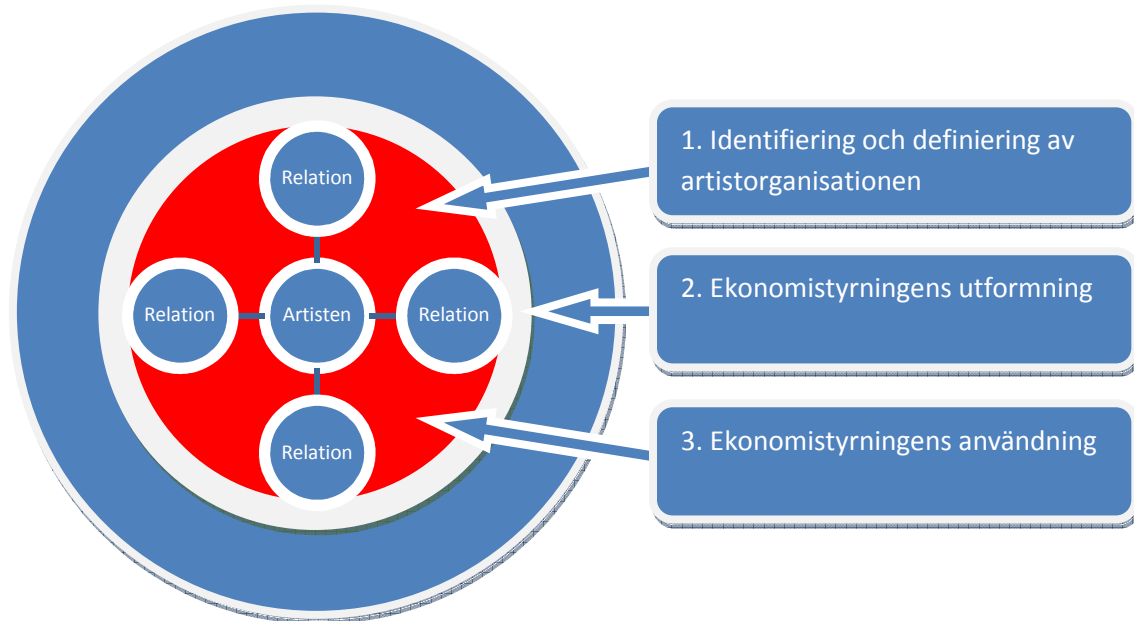 Relation
Relation
Artisten
Relation
Relation
1. Identifiering och definiering av
artistorganisationen
2. Ekonomistyrningens utformning
3. Ekonomistyrningens användning